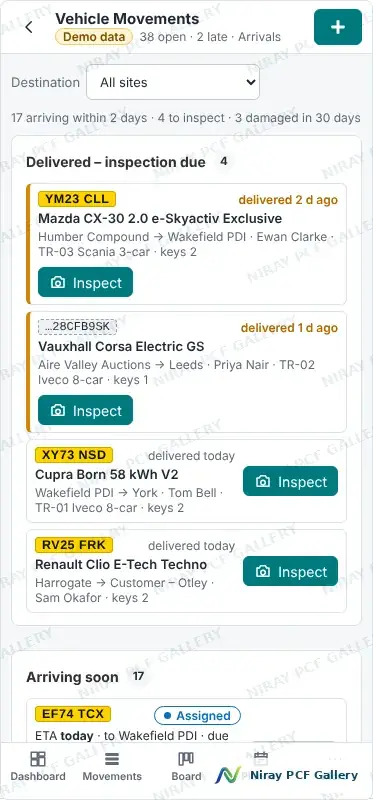 Vehicle Movements
Demo data 38 open · 2 late · Arrivals
+
Destination All sites
17 arriving within 2 days · 4 to inspect · 3 damaged in 30 days
Delivered – inspection due 4
YM23 CLL delivered 2 d ago
Mazda CX-30 2.0 e-Skyactiv Exclusive
Humber Compound → Wakefield PDI · Ewan Clarke ·
TR-03 Scania 3-car · keys 2
Inspect
…28CFB9SK delivered 1 d ago
Vauxhall Corsa Electric GS
Aire Valley Auctions → Leeds · Priya Nair · TR-02
Iveco 8-car · keys 1
Inspect
XY73 NSD delivered today
Cupra Born 58 kWh V2
Wakefield PDI → York · Tom Bell ·
TR-01 Iveco 8-car · keys 2
Inspect
RV25 FRK delivered today
Renault Clio E-Tech Techno
Harrogate → Customer – Otley ·
Sam Okafor · keys 2
Inspect
Arriving soon 17
EF74 TCX Assigned
ETA today · to Wakefield PDI · due
Dashboard Movements Board
Niray PCF Gallery
NIRAY PCF GALLERY